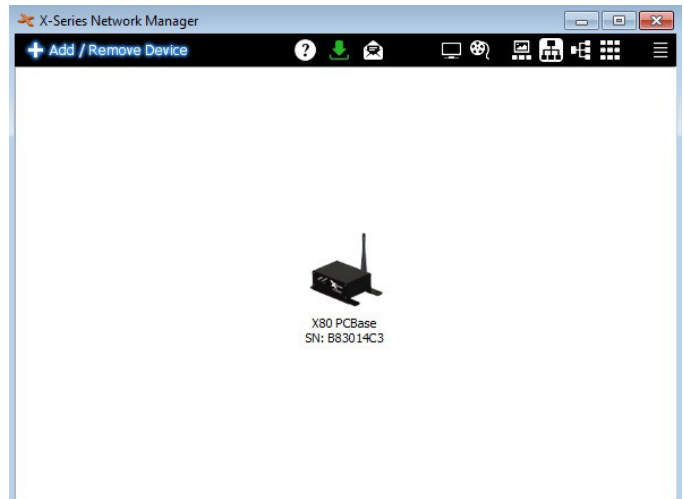 X-Series Network Manager
Add / Remove Device
?
X80 PCBase
SN: B83014C3